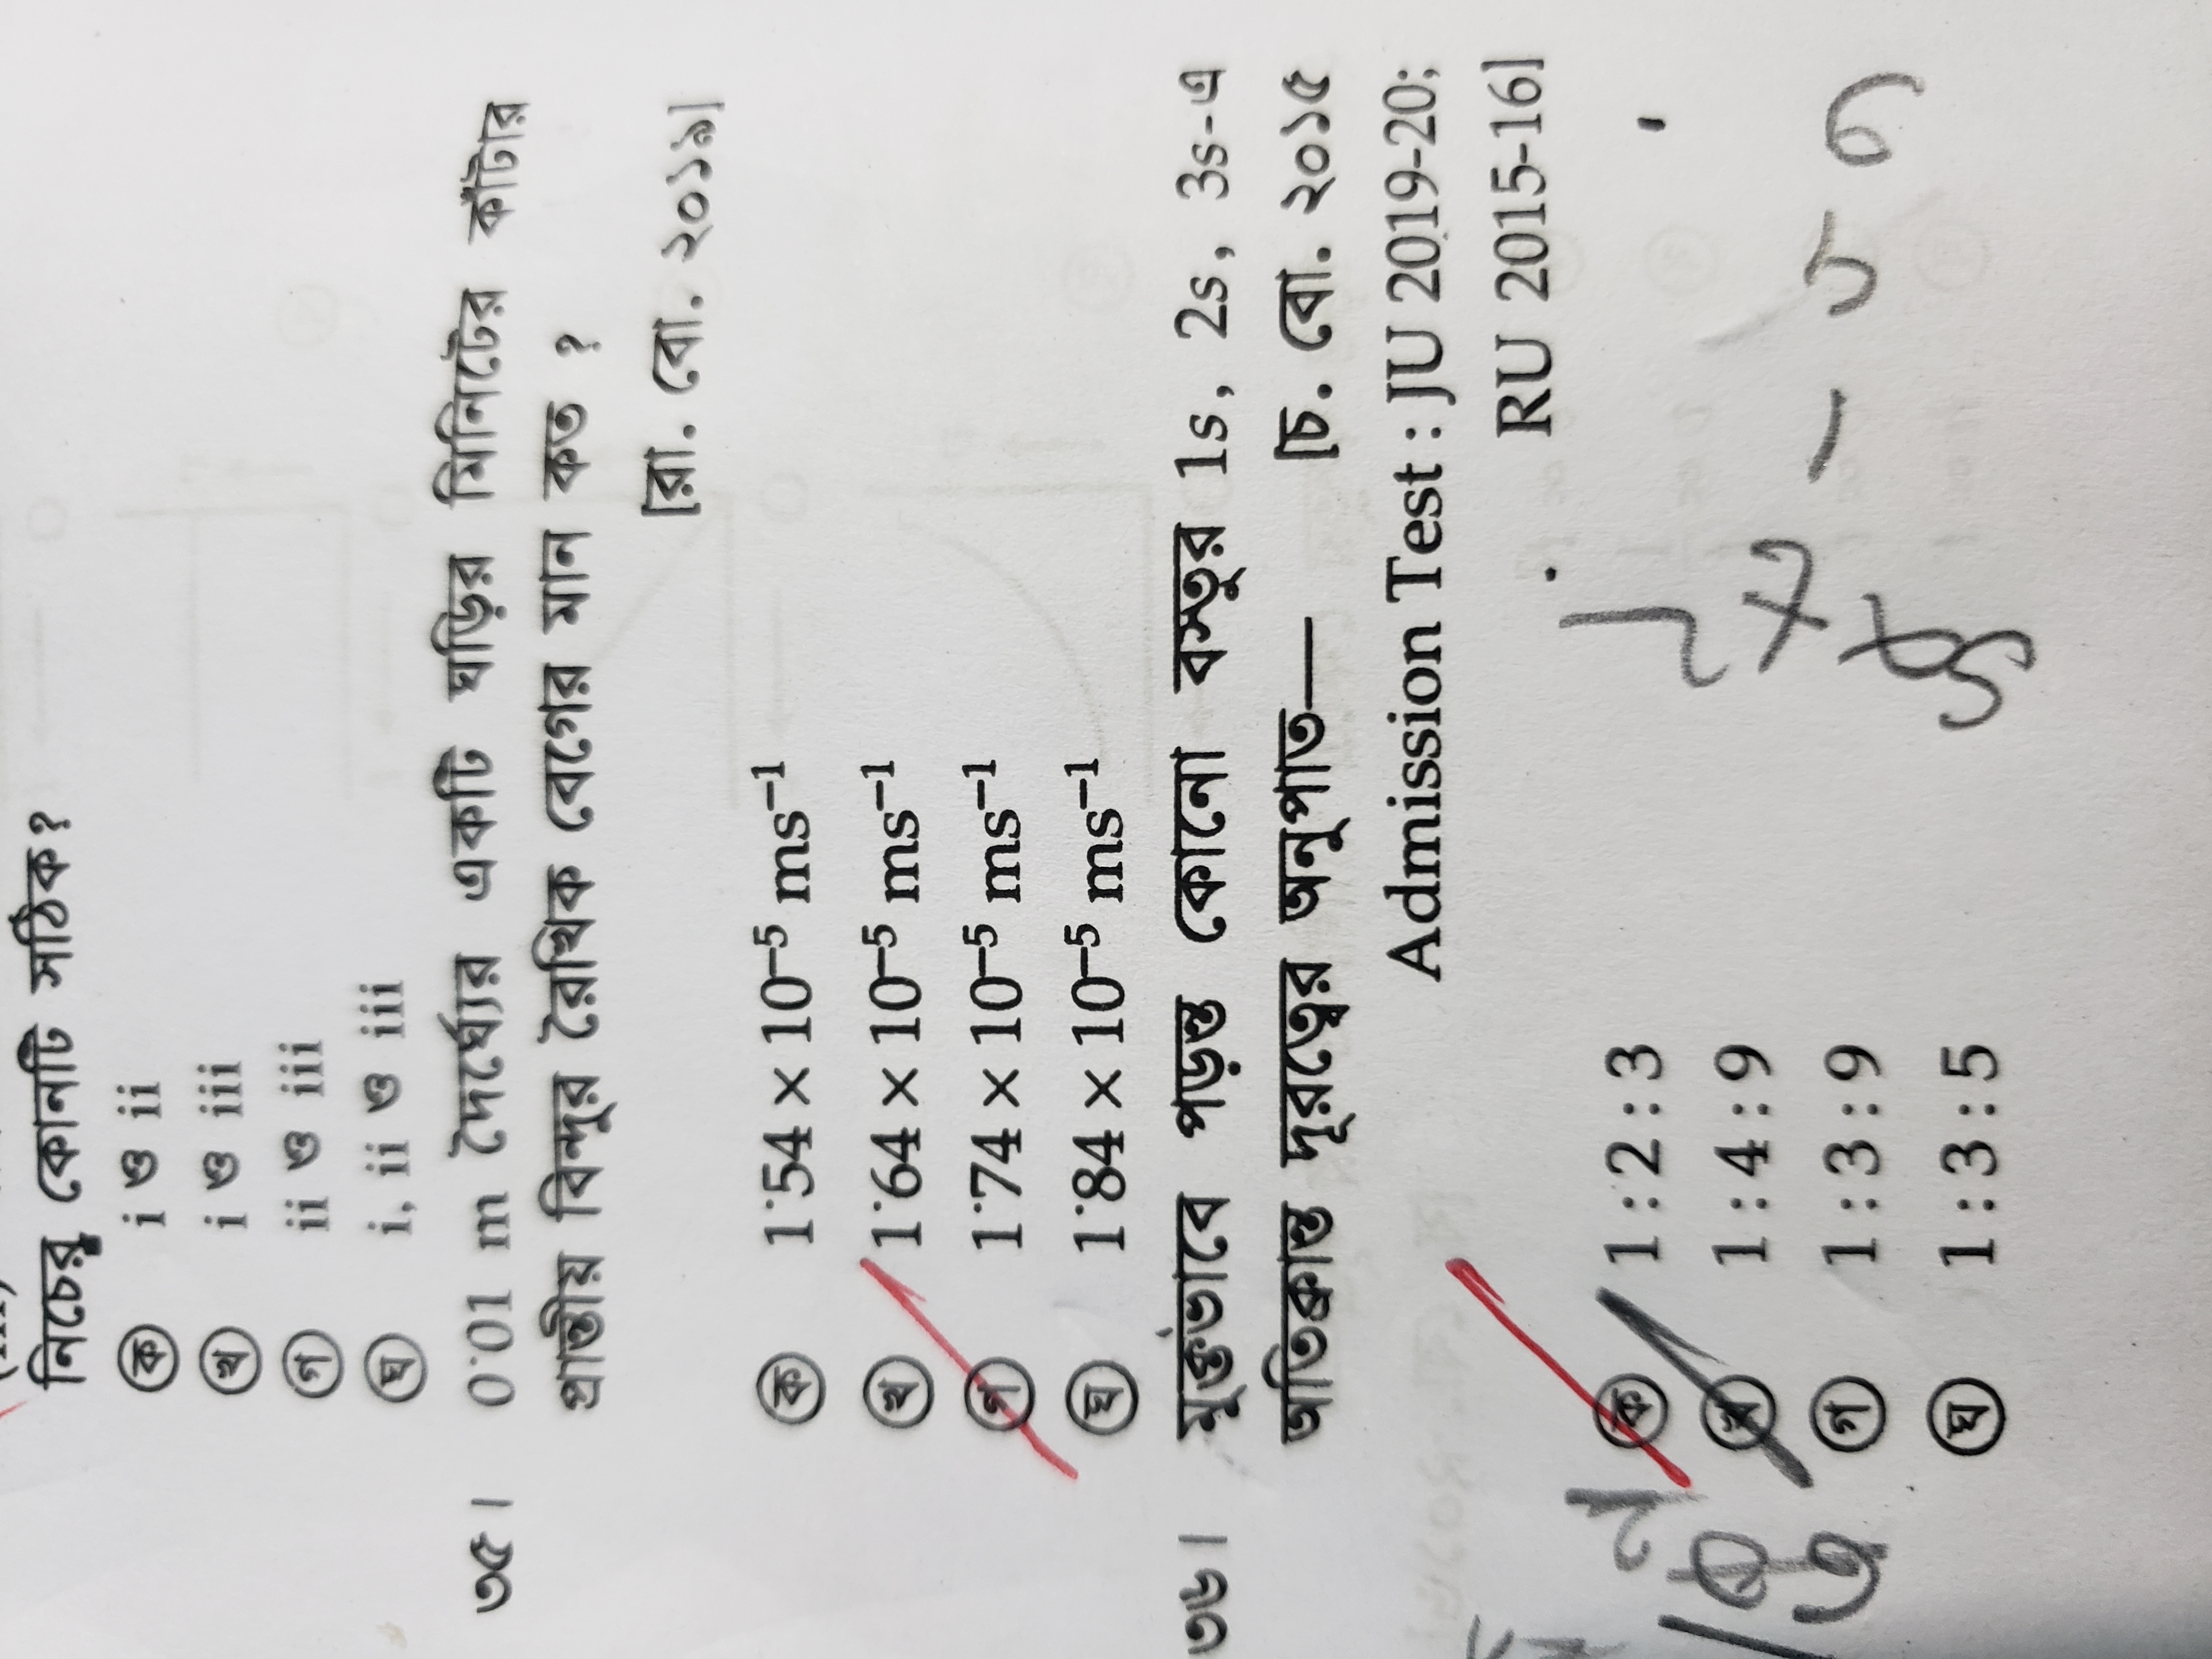 নিচের কোনটি সঠিক?
ক i ও ii
খ i ও iii
গ ii ও iii
ঘ i, ii ও iii
৩৫। 0·01 m দৈর্ঘ্যের একটি ঘড়ির মিনিটের কাঁটার
প্রান্তীয় বিন্দুর রৈখিক বেগের মান কত ?
[রা. বো. ২০১৯]
ক 1·54 × 10⁻⁵ ms⁻¹
খ 1·64 × 10⁻⁵ ms⁻¹
গ 1·74 × 10⁻⁵ ms⁻¹
ঘ 1·84 × 10⁻⁵ ms⁻¹
৩৬। মুক্তভাবে পড়ন্ত কোনো বস্তুর 1s, 2s, 3s-এ
অতিক্রান্ত দূরত্বের অনুপাত— [চ. বো. ২০১৫
Admission Test : JU 2019-20;
RU 2015-16]
ক 1 : 2 : 3
খ 1 : 4 : 9
গ 1 : 3 : 9
ঘ 1 : 3 : 5